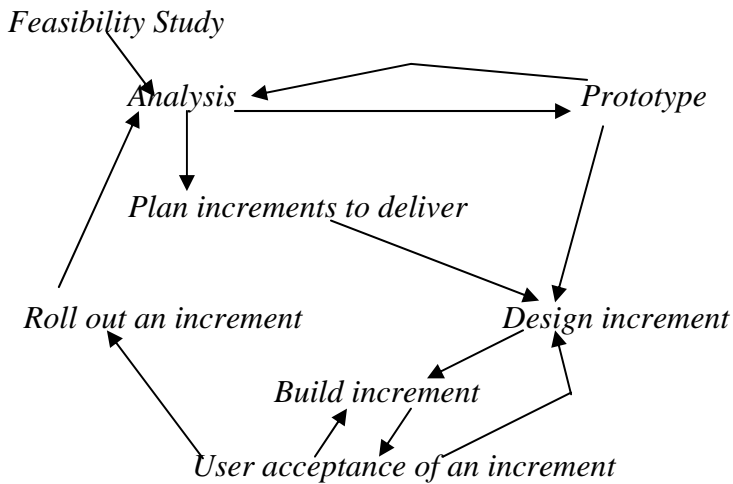 Feasibility Study
Analysis
Prototype
Plan increments to deliver
Roll out an increment
Design increment
Build increment
User acceptance of an increment